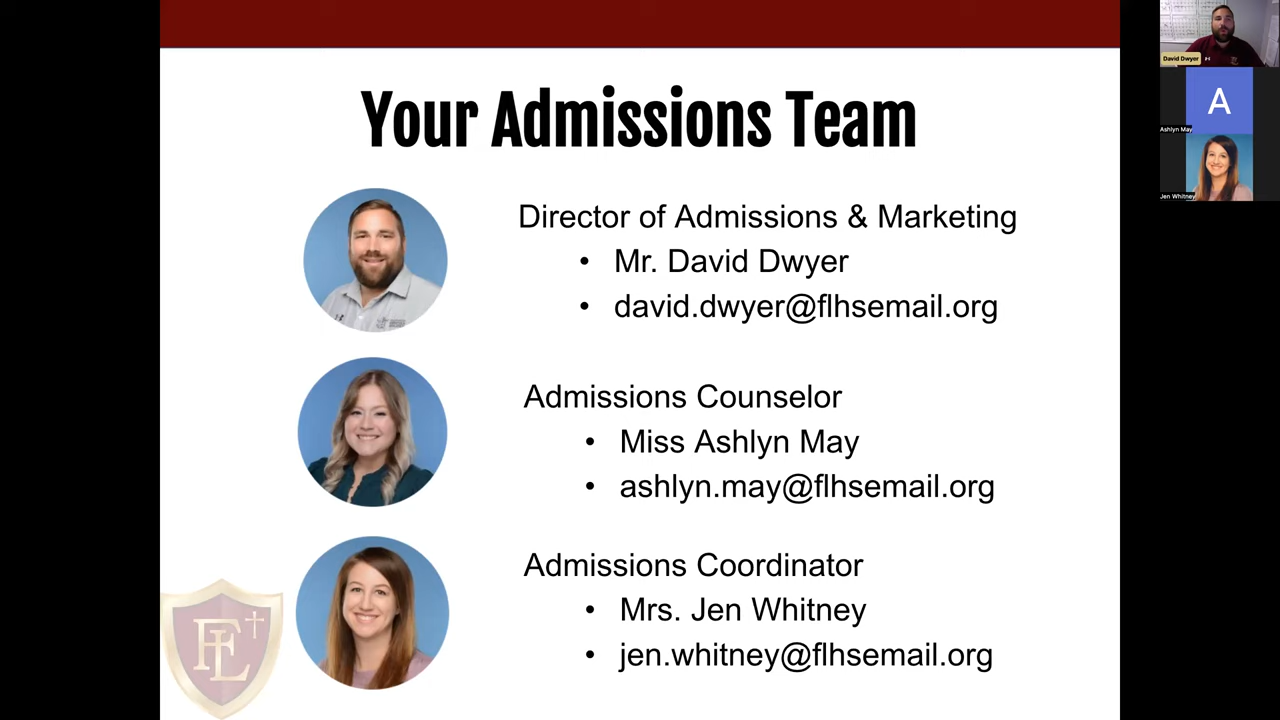 Your Admissions Team
Director of Admissions & Marketing
• Mr. David Dwyer
• david.dwyer@flhsemail.org
Admissions Counselor
• Miss Ashlyn May
• ashlyn.may@flhsemail.org
Admissions Coordinator
• Mrs. Jen Whitney
• jen.whitney@flhsemail.org
FL
David Dwyer
A
Ashlyn May
Jen Whitney